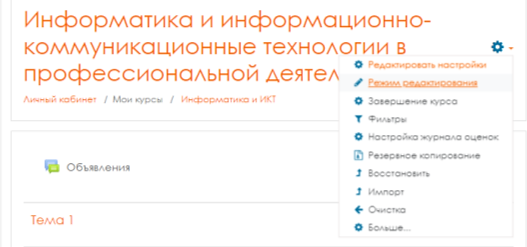 Информатика и информационно-
коммуникационные технологии в
профессиональной деятел
Личный кабинет / Мои курсы / Информатика и ИКТ
Редактировать настройки
Режим редактирования
Завершение курса
Фильтры
Настройка журнала оценок
Резервное копирование
Восстановить
Импорт
Очистка
Больше...
Объявления
Тема 1